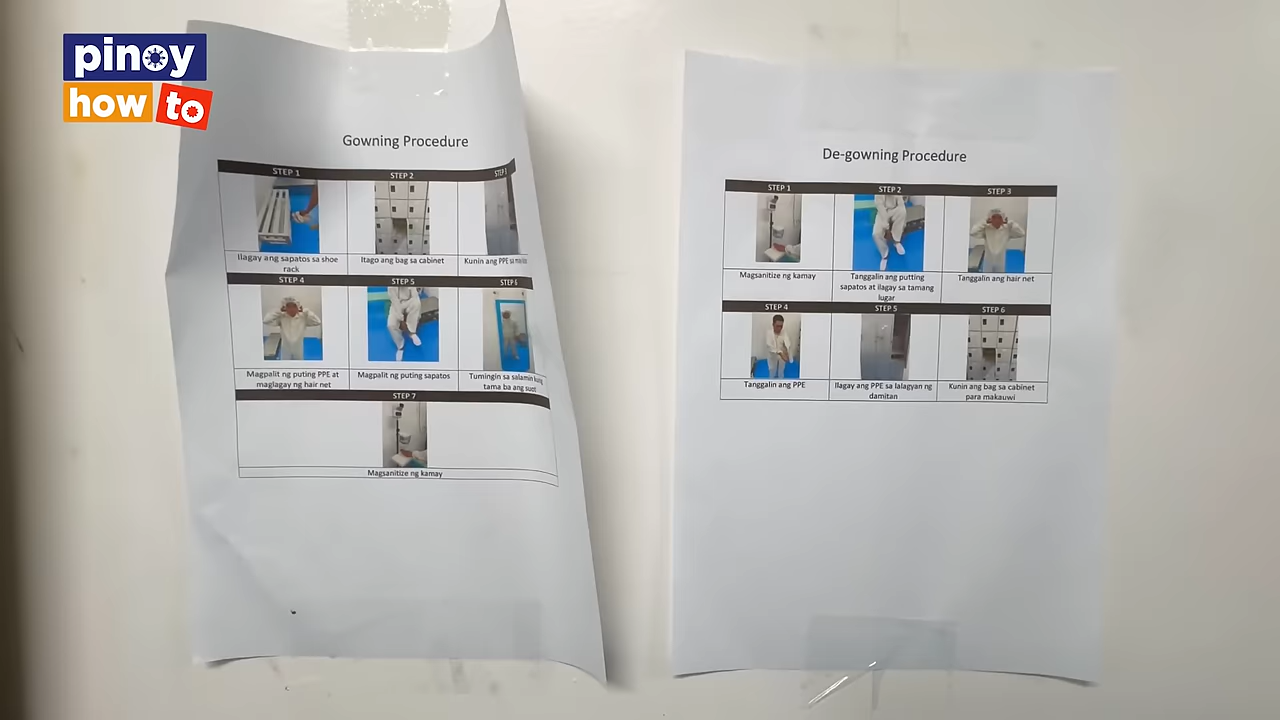 pinoy
how to
Gowning Procedure
STEP 1
STEP 2
STEP 3
Ilagay ang sapatos sa shoe
rack
Itago ang bag sa cabinet
Kunin ang PPE sa
STEP 4
STEP 5
STEP 6
Magpalit ng puting PPE at
maglagay ng hair net
Magpalit ng puting sapatos
Tumingin sa salamin kung
tama ba ang suot
STEP 7
Magsanitize ng kamay
De-gowning Procedure
STEP 1
STEP 2
STEP 3
Magsanitize ng kamay
Tanggalin ang putting
sapatos at ilagay sa tamang
lugar
Tanggalin ang hair net
STEP 4
STEP 5
STEP 6
Tanggalin ang PPE
Ilagay ang PPE sa lalagyan ng
damitan
Kunin ang bag sa cabinet
para makauwi